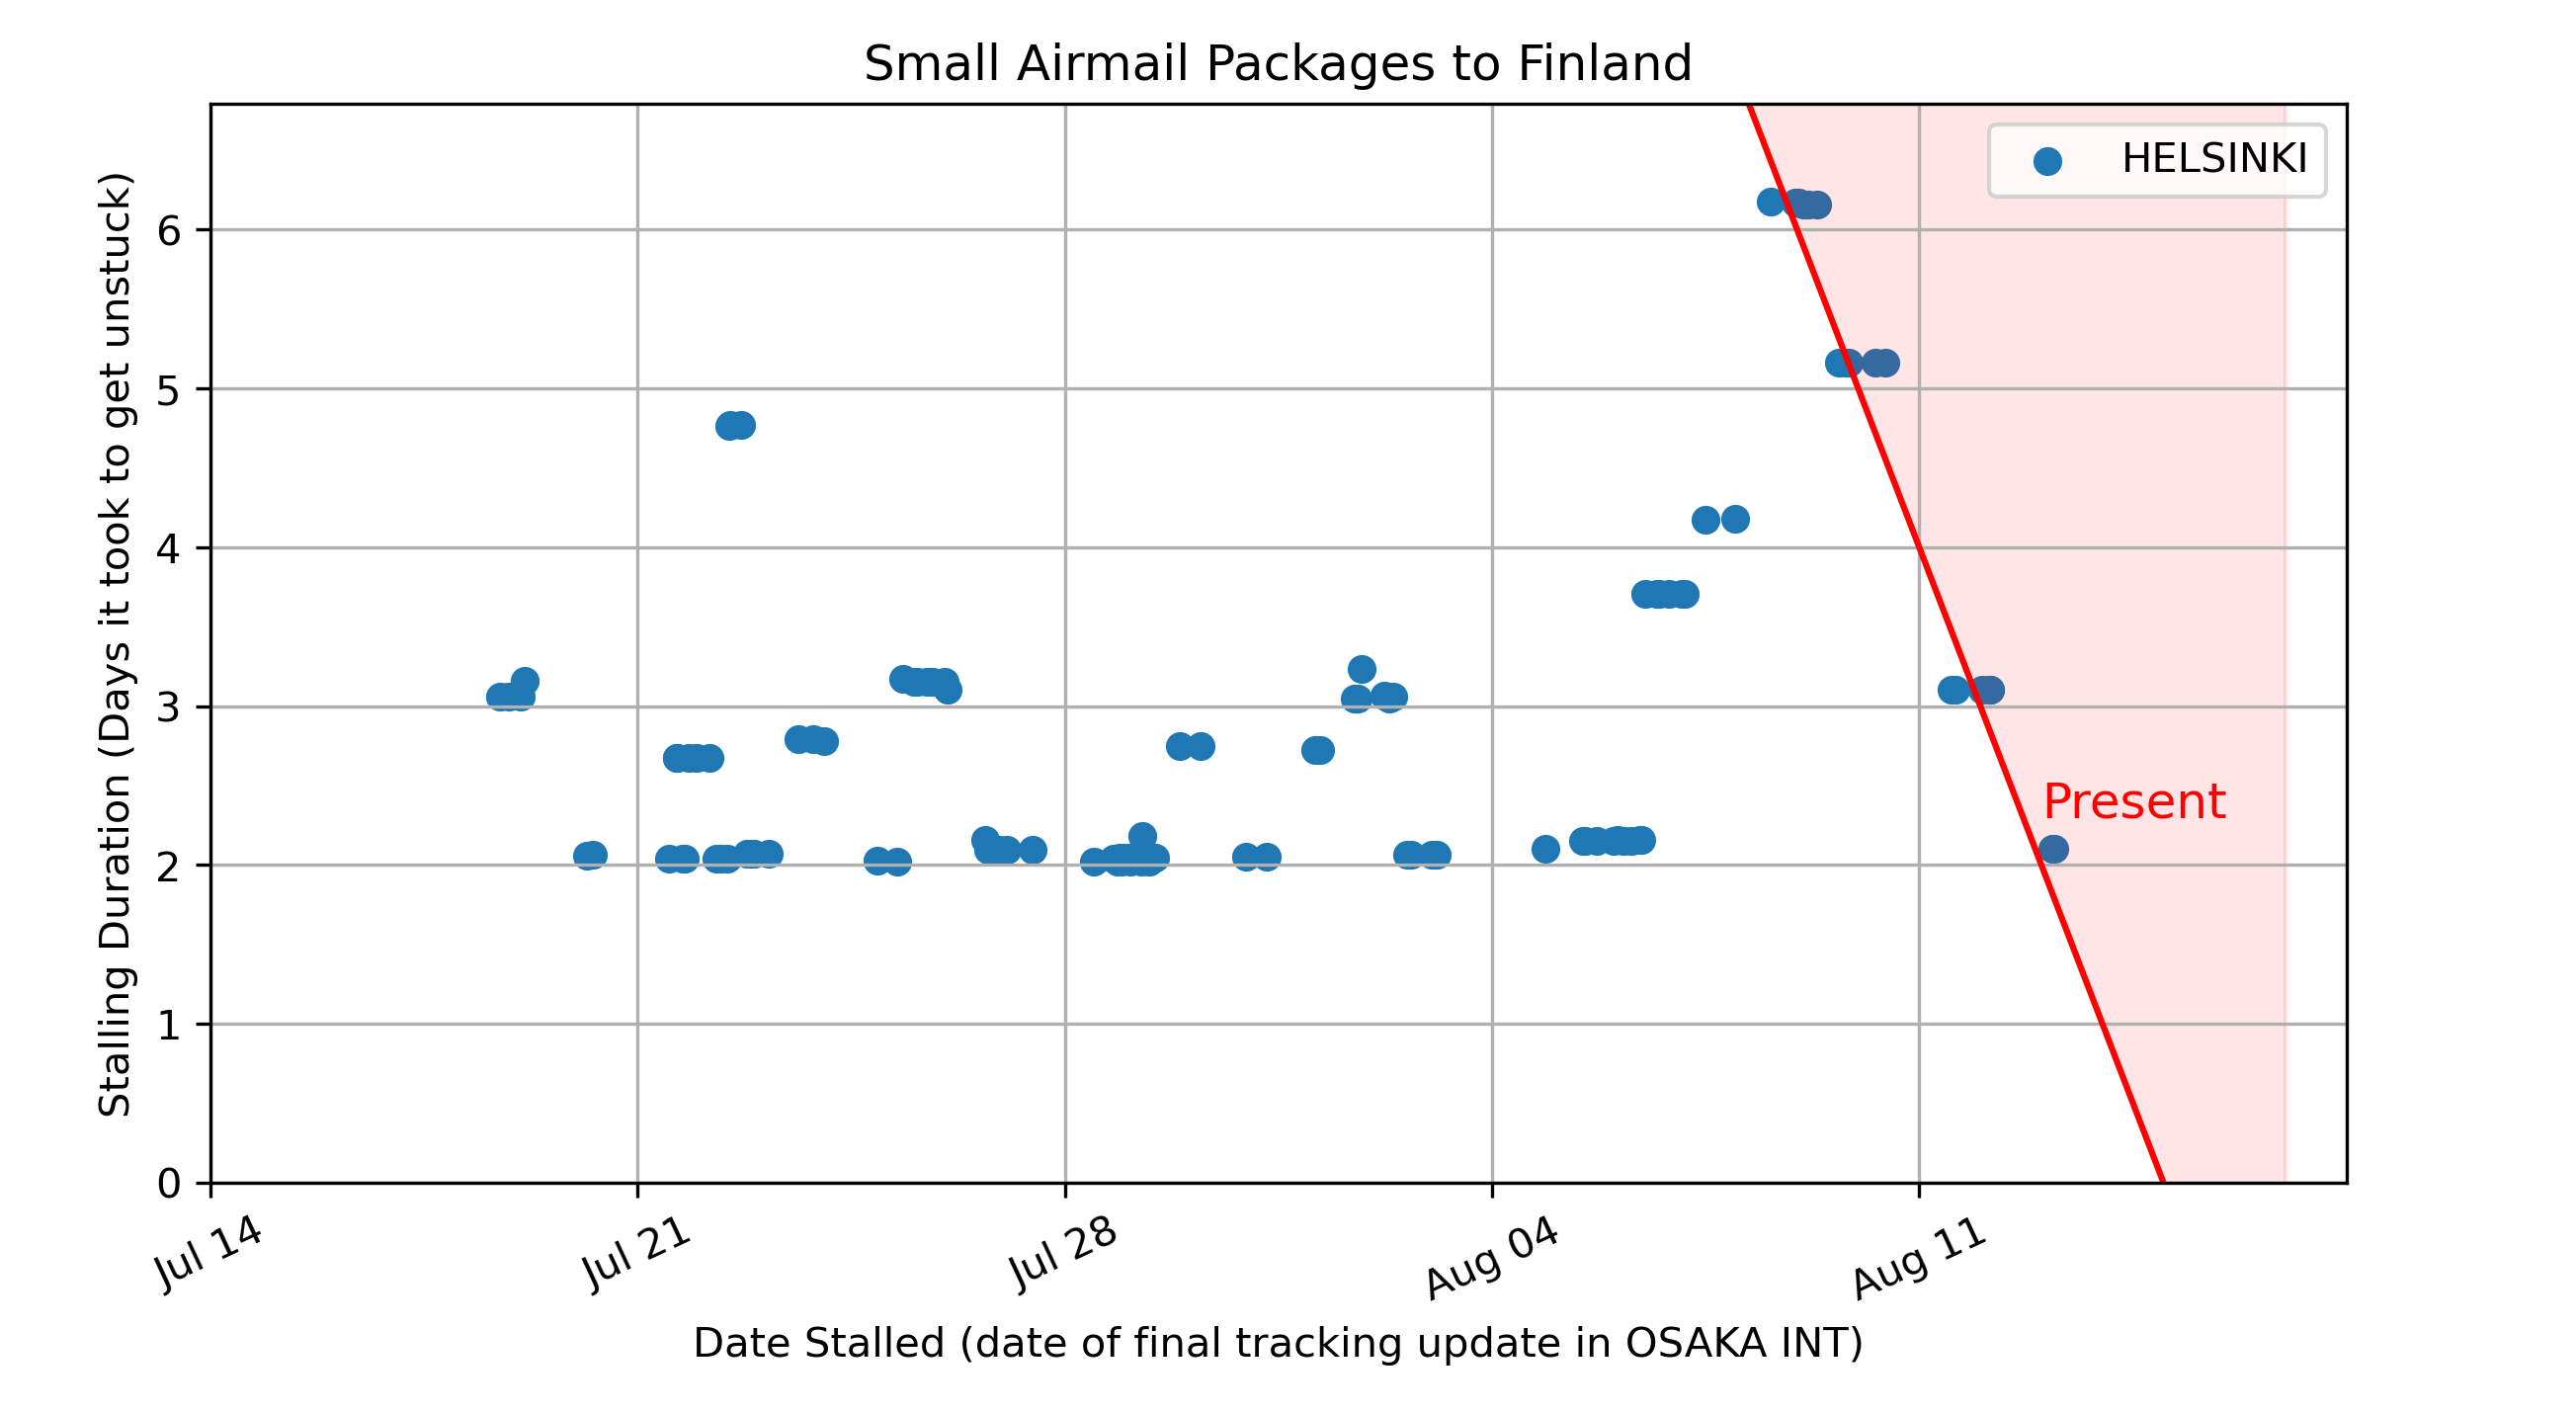 Small Airmail Packages to Finland
HELSINKI
Stalling Duration (Days it took to get unstuck)
6
5
4
3
2
1
0
Present
Jul 14
Jul 21
Jul 28
Aug 04
Aug 11
Date Stalled (date of final tracking update in OSAKA INT)